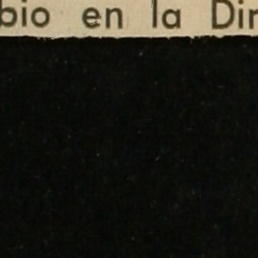 bio en la Dir